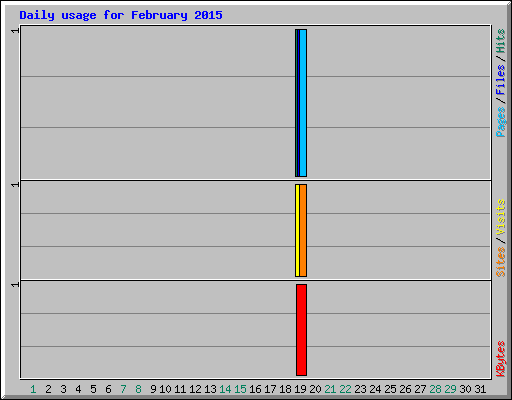 Daily usage for February 2015
1
Pages / Files / Hits
1
Sites / Visits
1
KBytes
1 2 3 4 5 6 7 8 9 10 11 12 13 14 15 16 17 18 19 20 21 22 23 24 25 26 27 28 29 30 31